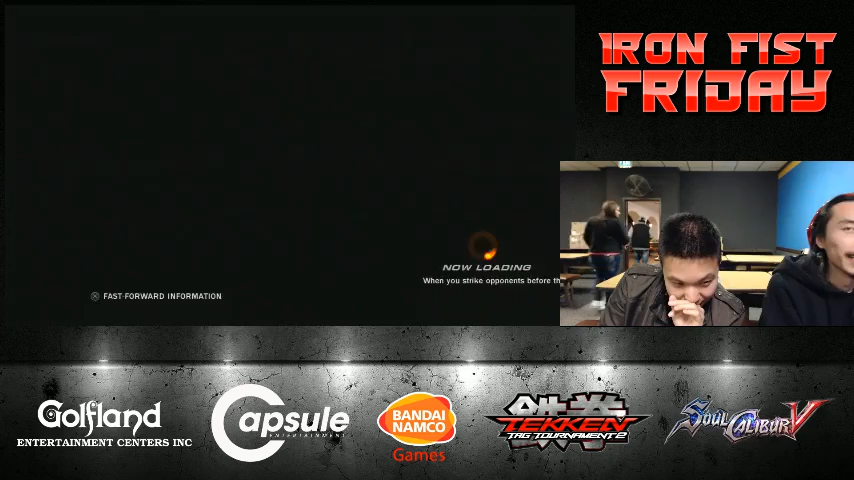 IRON FIST
FRIDAY
NOW LOADING
When you strike opponents before th
FAST-FORWARD INFORMATION
Golfland
ENTERTAINMENT CENTERS INC
Capsule
ENTERTAINMENT
BANDAI
NAMCO
Games
TEKKEN
TAG TOURNAMENT 2
SOUL CALIBUR V